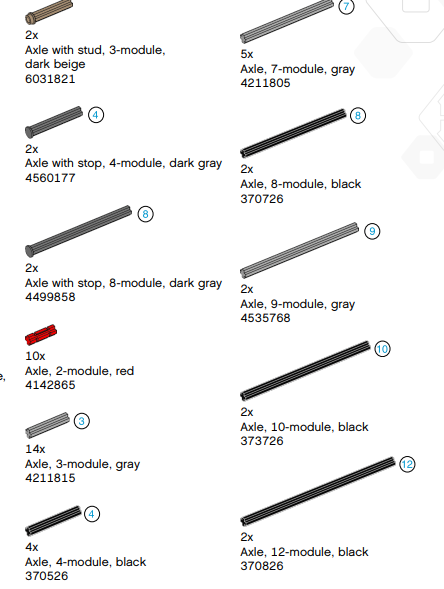 2x
Axle with stud, 3-module,
dark beige
6031821
4
2x
Axle with stop, 4-module, dark gray
4560177
8
2x
Axle with stop, 8-module, dark gray
4499858
10x
Axle, 2-module, red
4142865
e,
3
14x
Axle, 3-module, gray
4211815
4
4x
Axle, 4-module, black
370526
7
5x
Axle, 7-module, gray
4211805
8
2x
Axle, 8-module, black
370726
9
2x
Axle, 9-module, gray
4535768
10
2x
Axle, 10-module, black
373726
12
2x
Axle, 12-module, black
370826